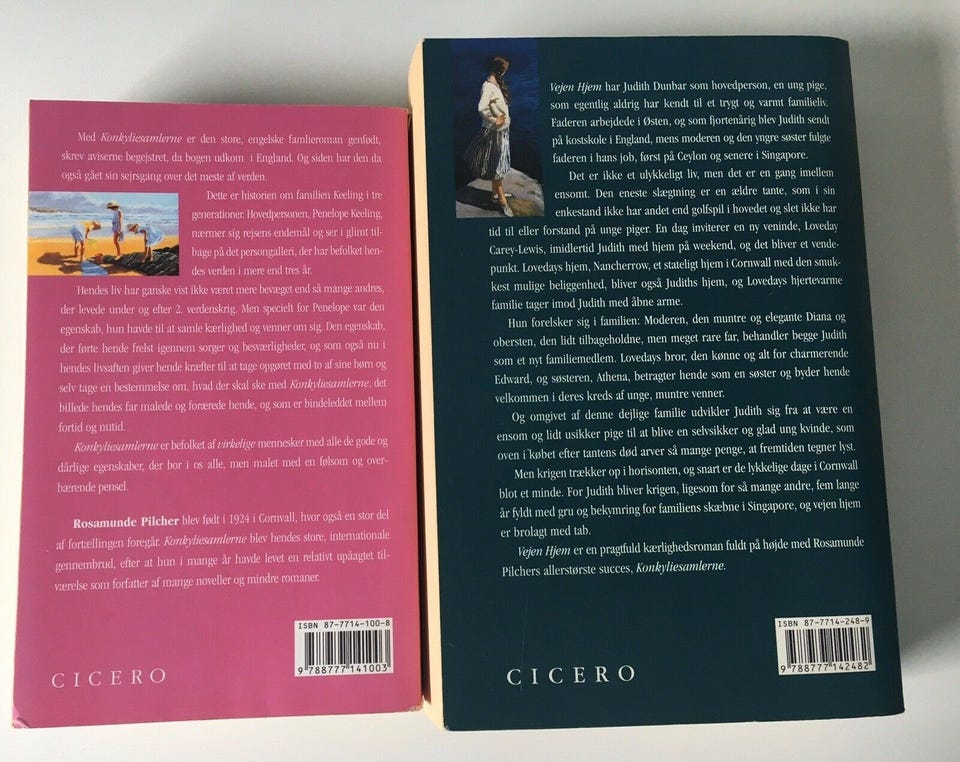 Med Konkyliesamlerne er den store, engelske familieroman genfødt,
skrev aviserne begejstret, da bogen udkom i England. Og siden har den da
også gået sin sejrsgang over det meste af verden.
Dette er historien om familien Keeling i tre
generationer. Hovedpersonen, Penelope Keeling,
nærmer sig rejsens endemål og ser i glimt til-
bage på det persongalleri, der har befolket hen-
des verden i mere end tres år.
Hendes liv har ganske vist ikke været mere bevæget end så mange andres,
der levede under og efter 2. verdenskrig. Men specielt for Penelope var den
egenskab, hun havde til at samle kærlighed og venner om sig. Den egenskab,
der førte hende frelst igennem sorger og besværligheder, og som også nu i
hendes livsaften giver hende kræfter til at tage opgøret med to af sine børn og
selv tage en bestemmelse om, hvad der skal ske med Konkyliesamlerne, det
billede hendes far malede og forærede hende, og som er bindeleddet mellem
fortid og nutid.
Konkyliesamlerne er befolket af virkelige mennesker med alle de gode og
dårlige egenskaber, der bor i os alle, men malet med en følsom og over-
bærende pensel.
Rosamunde Pilcher blev født i 1924 i Cornvall, hvor også en stor del
af fortællingen foregår. Konkyliesamlerne blev hendes store, internationale
gennembrud, efter at hun i mange år havde levet en relativt upåagtet til-
værelse som forfatter af mange noveller og mindre romaner.
ISBN 87-7714-100-8
9 788777 141003
CICERO
Vejen Hjem har Judith Dunbar som hovedperson, en ung pige,
som egentlig aldrig har kendt til et trygt og varmt familieliv.
Faderen arbejdede i Østen, og som fjortenårig blev Judith sendt
på kostskole i England, mens moderen og den yngre søster fulgte
faderen i hans job, først på Ceylon og senere i Singapore.
Det er ikke et ulykkeligt liv, men det er en gang imellem
ensomt. Den eneste slægtning er en ældre tante, som i sin
enkestand ikke har andet end golfspil i hovedet og slet ikke har
tid til eller forstand på unge piger. En dag inviterer en ny veninde, Loveday
Carey-Lewis, imidlertid Judith med hjem på weekend, og det bliver et vende-
punkt. Lovedays hjem, Nancherrow, et stateligt hjem i Cornwall med den smuk-
kest mulige beliggenhed, bliver også Judiths hjem, og Lovedays hjertevarme
familie tager imod Judith med åbne arme.
Hun forelsker sig i familien: Moderen, den muntre og elegante Diana og
obersten, den lidt tilbageholdne, men meget rare far, behandler begge Judith
som et nyt familiemedlem. Lovedays bror, den kønne og alt for charmerende
Edward, og søsteren, Athena, betragter hende som en søster og byder hende
velkommen i deres kreds af unge, muntre venner.
Og omgivet af denne dejlige familie udvikler Judith sig fra at være en
ensom og lidt usikker pige til at blive en selvsikker og glad ung kvinde, som
oven i købet efter tantens død arver så mange penge, at fremtiden tegner lyst.
Men krigen trækker op i horisonten, og snart er de lykkelige dage i Cornwall
blot et minde. For Judith bliver krigen, ligesom for så mange andre, fem lange
år fyldt med gru og bekymring for familiens skæbne i Singapore, og vejen hjem
er brolagt med tab.
Vejen Hjem er en pragtfuld kærlighedsroman fuldt på højde med Rosamunde
Pilchers allerstørste succes, Konkyliesamlerne.
ISBN 87-7714-248-9
9 788777 142482
CICERO